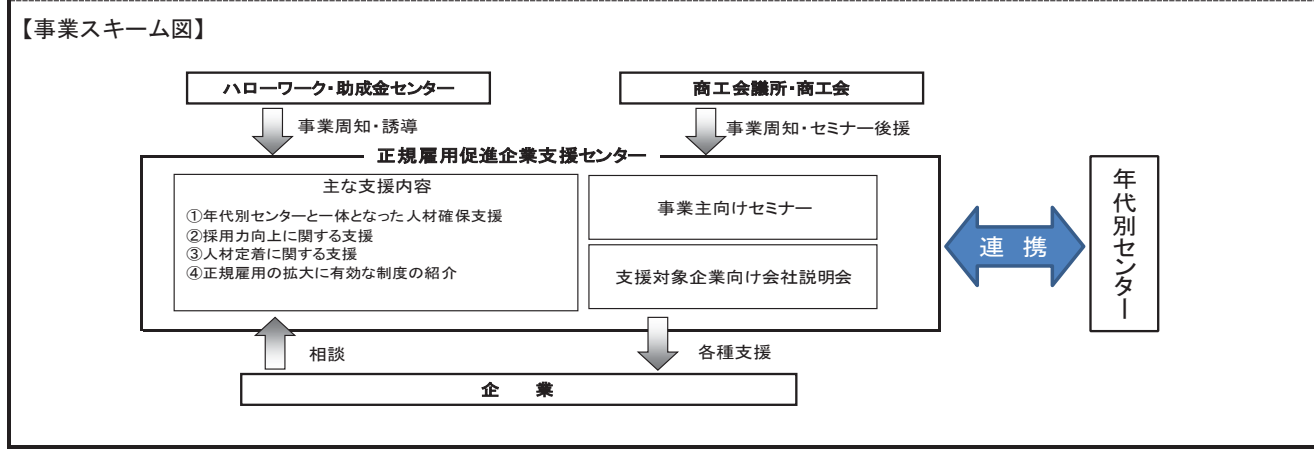 【事業スキーム図】
ハローワーク・助成金センター
商工会議所・商工会
事業周知・誘導
事業周知・セミナー後援
正規雇用促進企業支援センター
主な支援内容
①年代別センターと一体となった人材確保支援
②採用力向上に関する支援
③人材定着に関する支援
④正規雇用の拡大に有効な制度の紹介
事業主向けセミナー
支援対象企業向け会社説明会
連　携
年代別センター
相談
各種支援
企　業